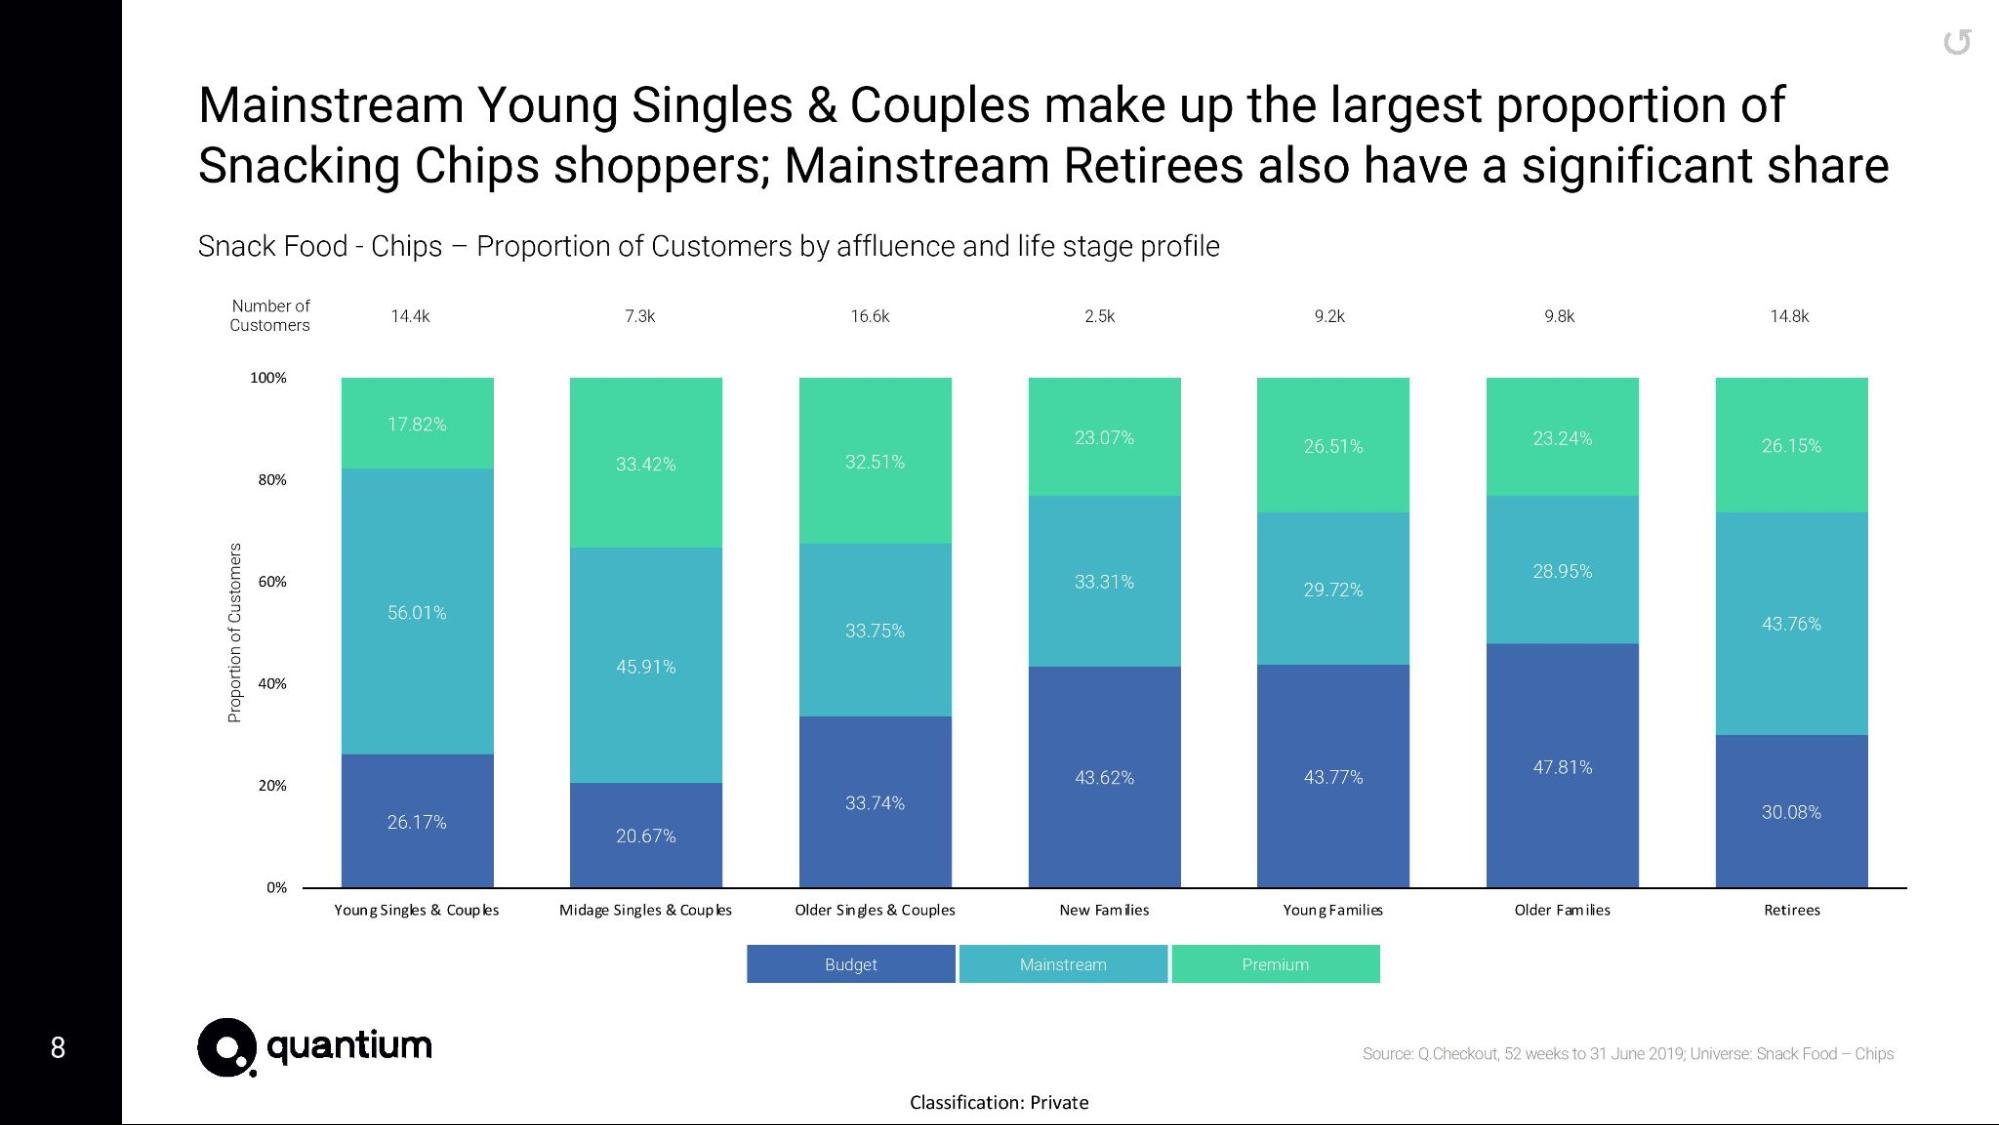 Mainstream Young Singles & Couples make up the largest proportion of
Snacking Chips shoppers; Mainstream Retirees also have a significant share
Snack Food - Chips – Proportion of Customers by affluence and life stage profile
Number of
Customers
14.4k 7.3k 16.6k 2.5k 9.2k 9.8k 14.8k
Proportion of Customers
100%
80%
60%
40%
20%
0%
17.82% 33.42% 32.51% 23.07% 26.51% 23.24% 26.15%
56.01% 45.91% 33.75% 33.31% 29.72% 28.95% 43.76%
26.17% 20.67% 33.74% 43.62% 43.77% 47.81% 30.08%
Young Singles & Couples Midage Singles & Couples Older Singles & Couples New Families Young Families Older Families Retirees
Budget Mainstream Premium
8
quantium
Source: Q.Checkout, 52 weeks to 31 June 2019; Universe: Snack Food – Chips
Classification: Private